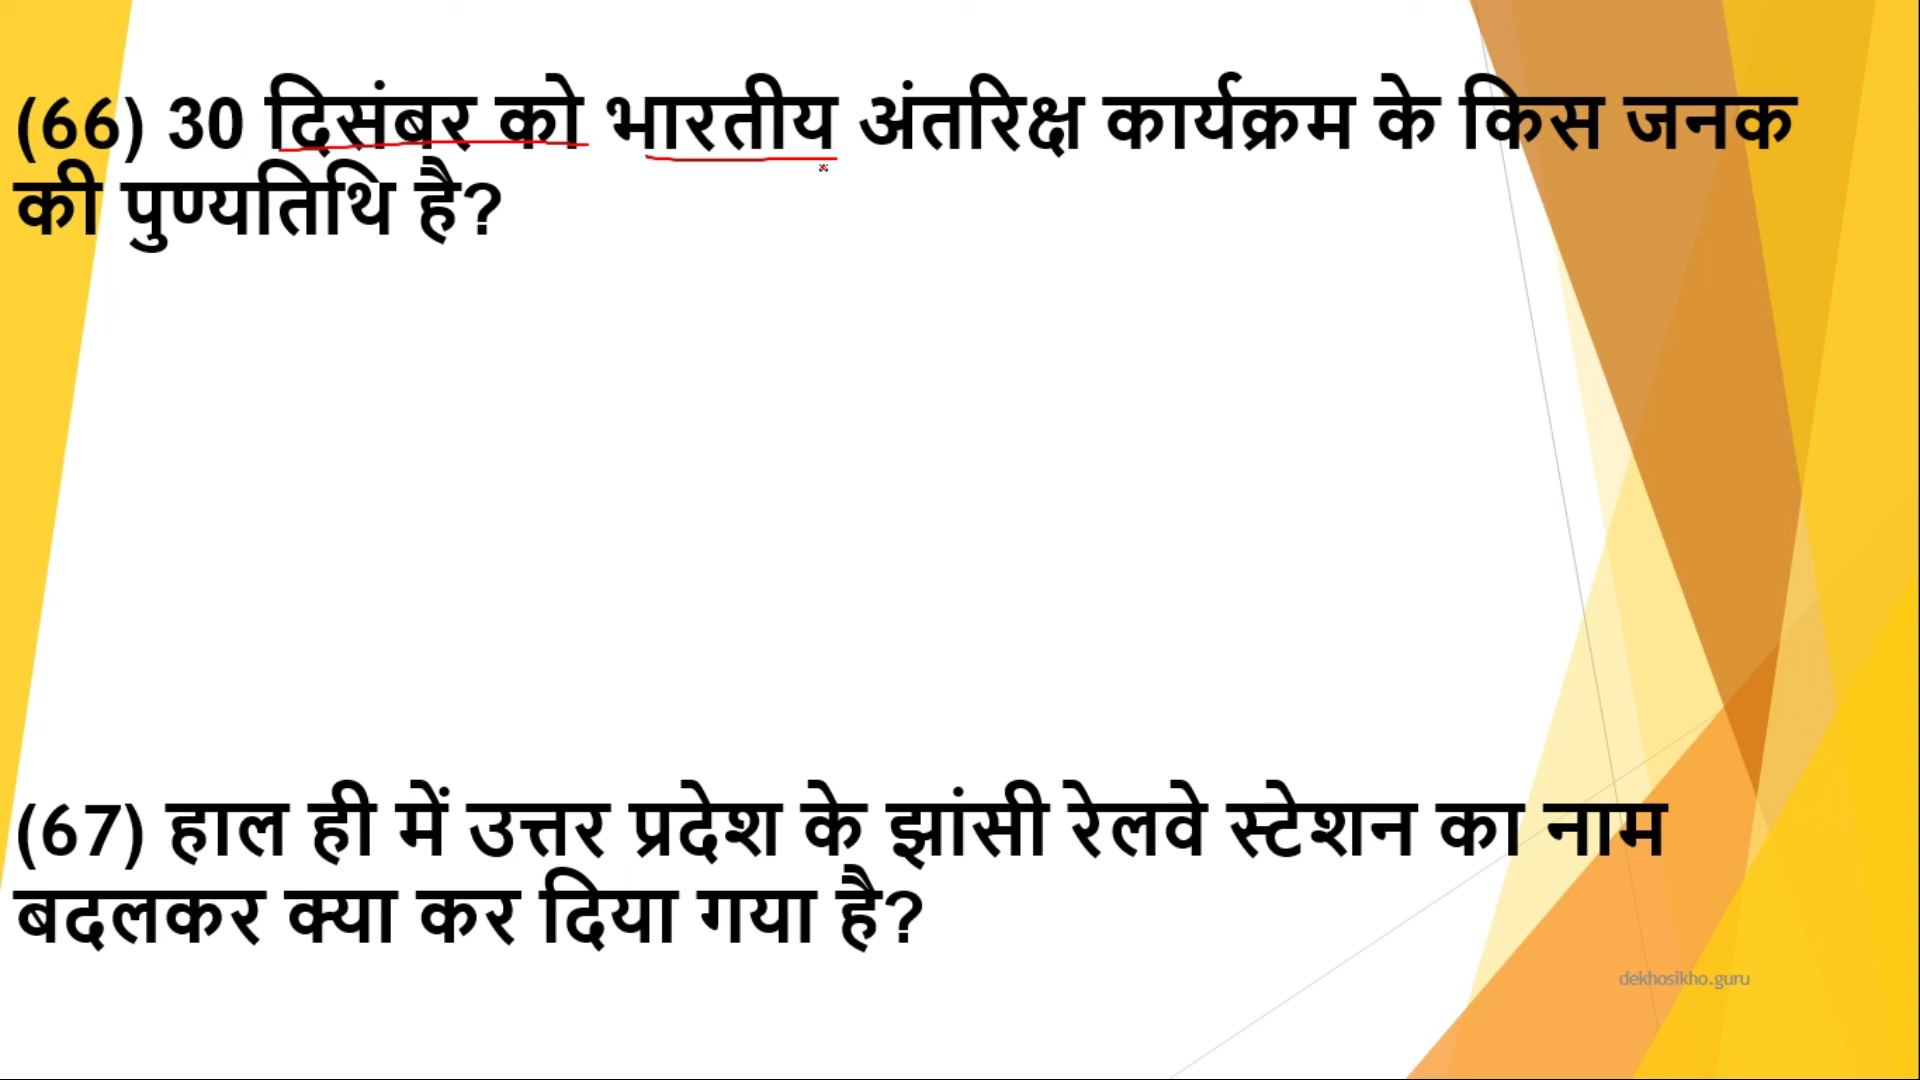 (66) 30 दिसंबर को भारतीय अंतरिक्ष कार्यक्रम के किस जनक
की पुण्यतिथि है?
(67) हाल ही में उत्तर प्रदेश के झांसी रेलवे स्टेशन का नाम
बदलकर क्या कर दिया गया है?
dekhosikho.guru